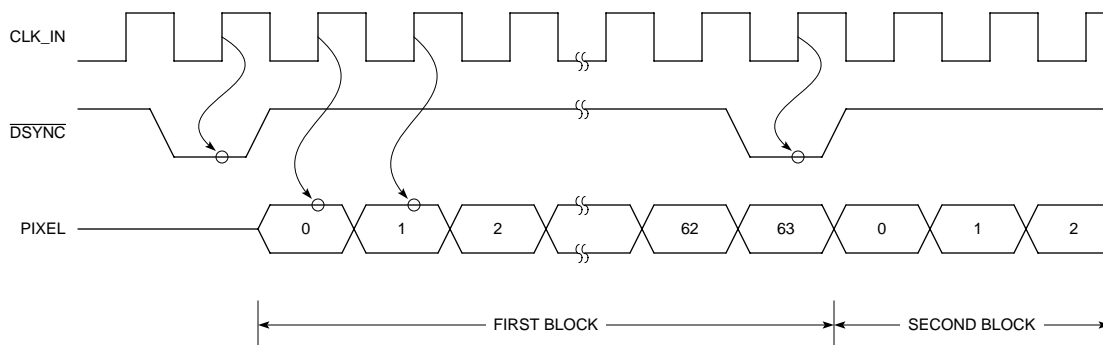 CLK_IN
DSYNC
PIXEL
0 1 2 62 63 0 1 2
FIRST BLOCK SECOND BLOCK